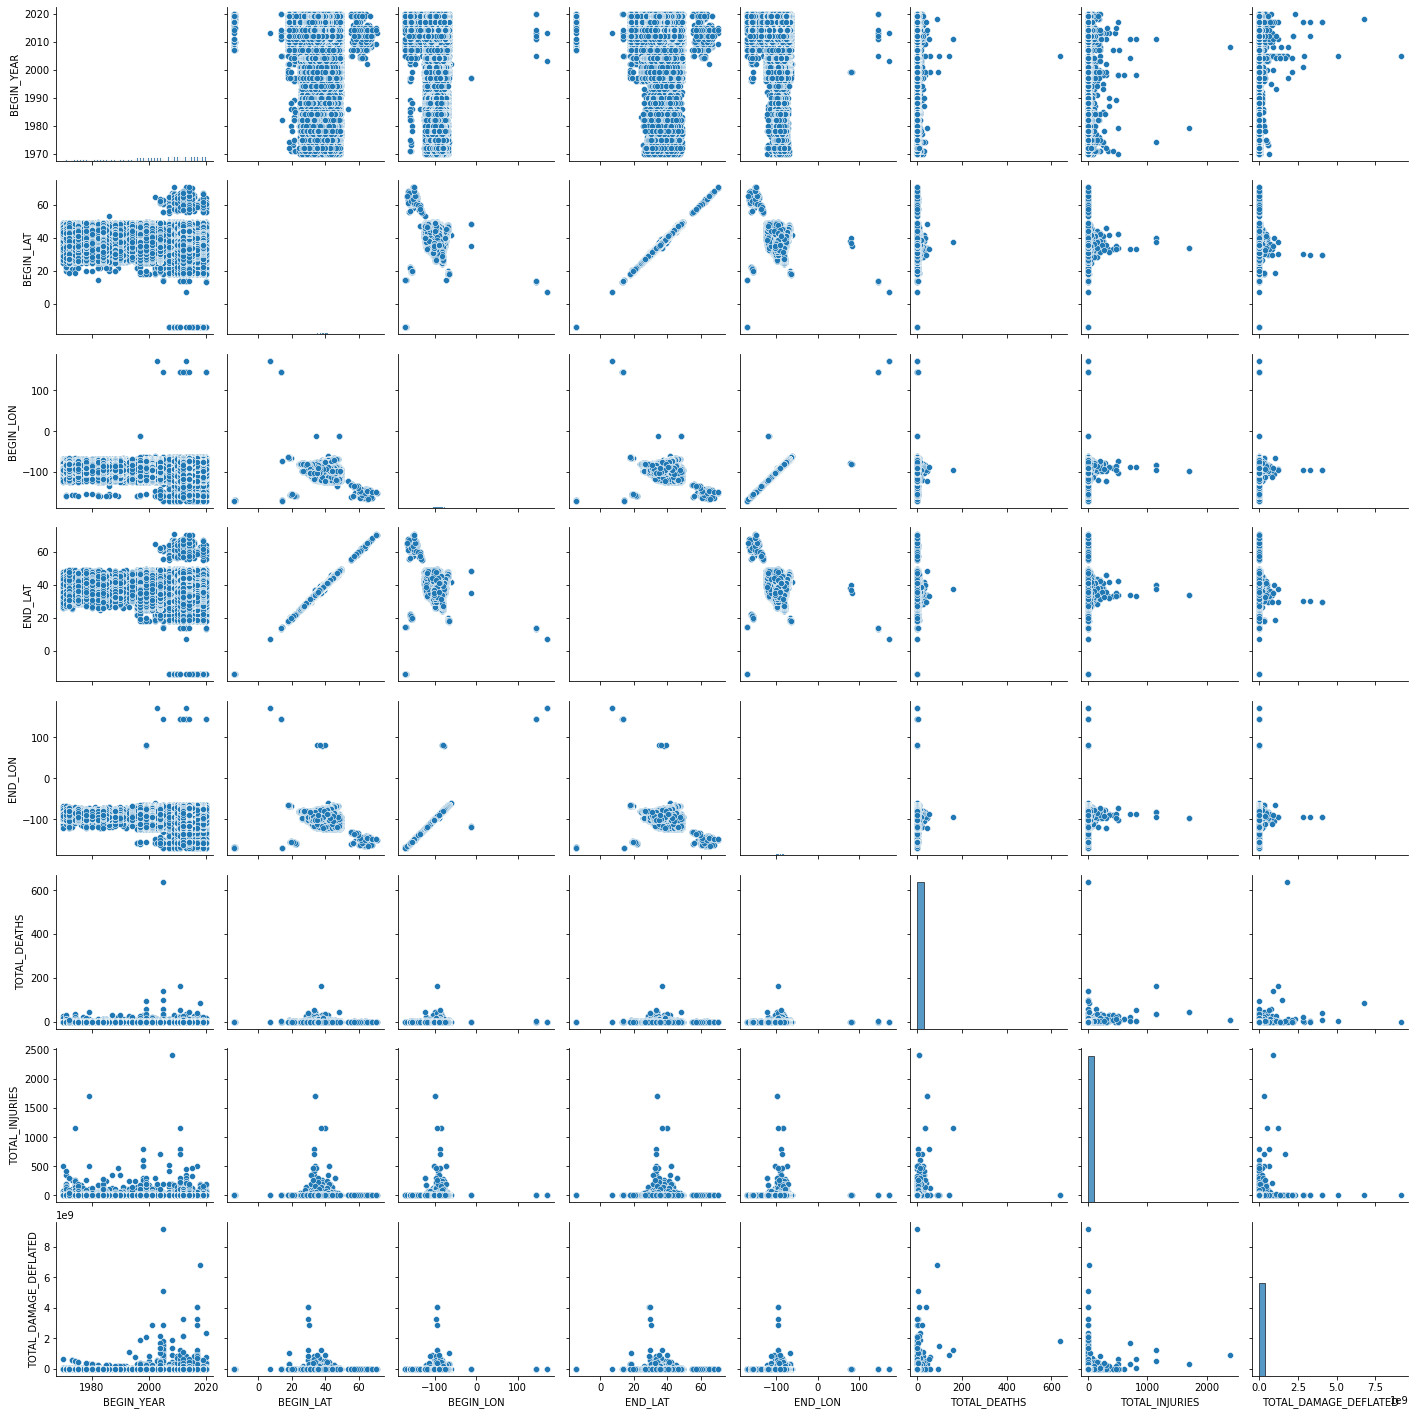 2020
2010
2000
1990
1980
1970
BEGIN_YEAR
60
40
20
0
BEGIN_LAT
100
0
−100
BEGIN_LON
60
40
20
0
END_LAT
100
0
−100
END_LON
600
400
200
0
TOTAL_DEATHS
2500
2000
1500
1000
500
0
TOTAL_INJURIES
1e9
8
6
4
2
0
TOTAL_DAMAGE_DEFLATED
1980 2000 2020
BEGIN_YEAR
0 20 40 60
BEGIN_LAT
−100 0 100
BEGIN_LON
0 20 40 60
END_LAT
−100 0 100
END_LON
0 200 400 600
TOTAL_DEATHS
0 1000 2000
TOTAL_INJURIES
0.0 2.5 5.0 7.5
TOTAL_DAMAGE_DEFLATED
1e9